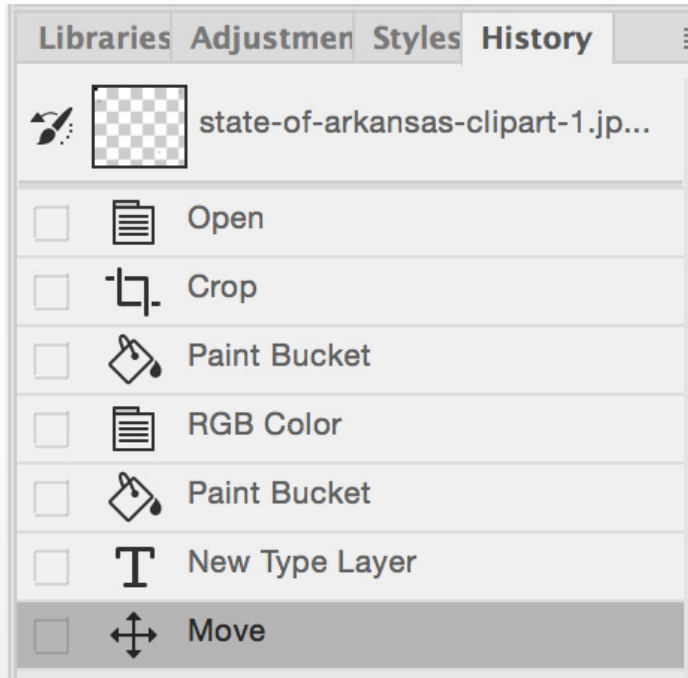 Libraries Adjustmen Styles History
state-of-arkansas-clipart-1.jp...
Open
Crop
Paint Bucket
RGB Color
Paint Bucket
New Type Layer
Move